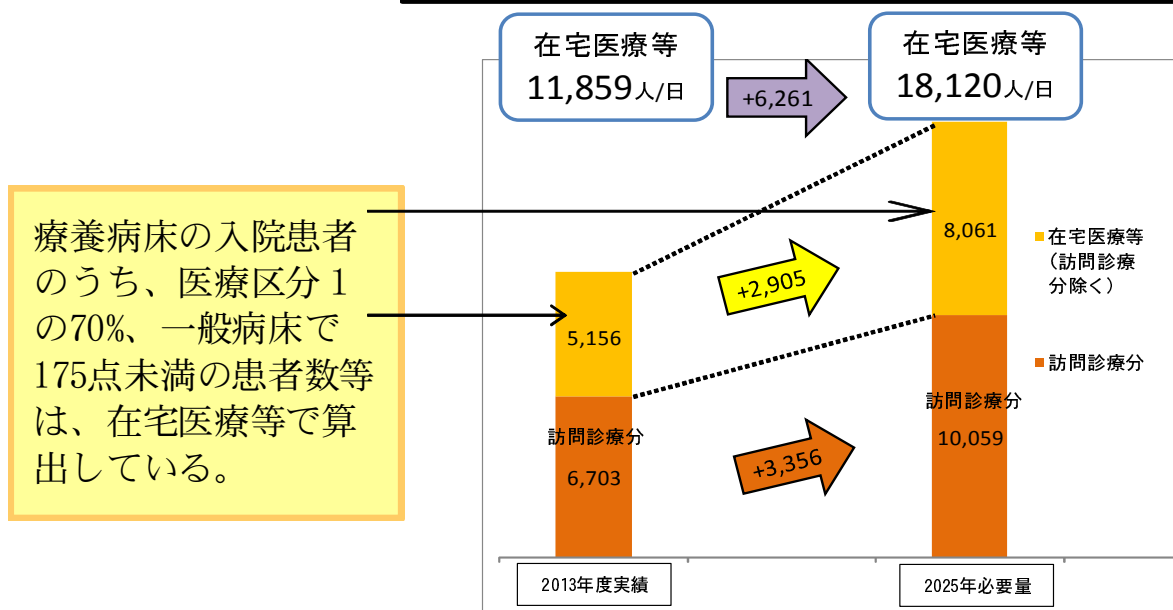 在宅医療等
11,859人/日
+6,261
在宅医療等
18,120人/日
療養病床の入院患者
のうち、医療区分１
の70%、一般病床で
175点未満の患者数等
は、在宅医療等で算
出している。
8,061
+2,905
5,156
在宅医療等
（訪問診療
分除く）
訪問診療分
訪問診療分
10,059
訪問診療分
6,703
+3,356
2013年度実績
2025年必要量